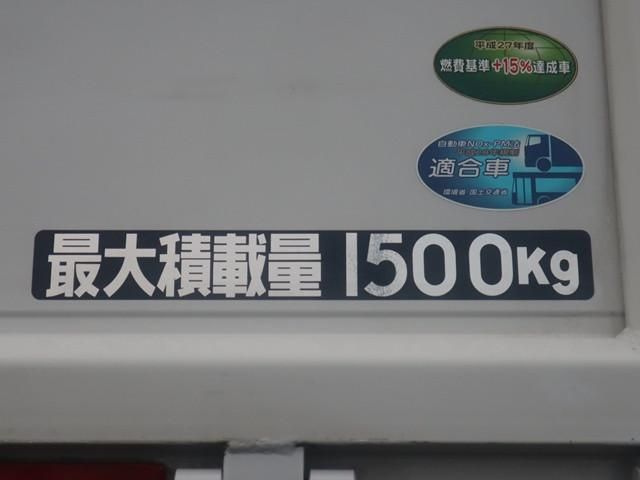 平成27年度
燃費基準+15%達成車
自動車NOx・PM法
適合車
環境省 国土交通省
最大積載量 1500Kg